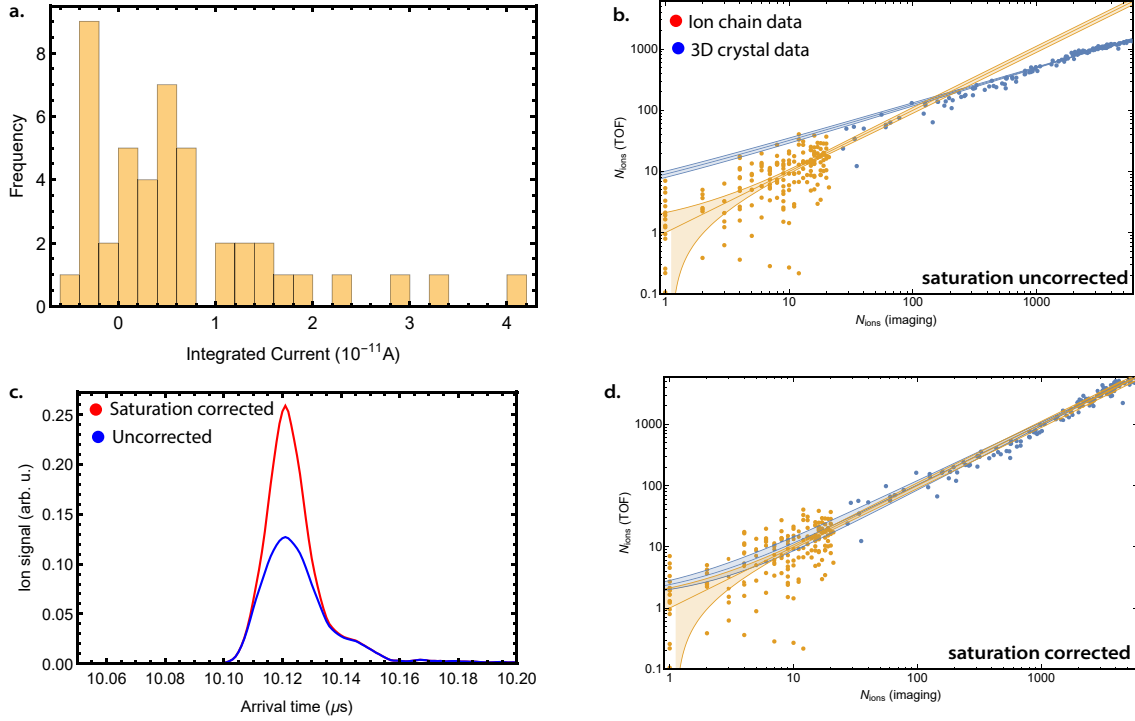 a.
8
6
4
2
0
Frequency
0
1
2
3
4
Integrated Current (10⁻¹¹A)
b.
Ion chain data
3D crystal data
1000
100
10
1
0.1
N_ions (TOF)
saturation uncorrected
1
10
100
1000
N_ions (imaging)
c.
Saturation corrected
Uncorrected
0.25
0.20
0.15
0.10
0.05
0.00
Ion signal (arb. u.)
10.06
10.08
10.10
10.12
10.14
10.16
10.18
10.20
Arrival time (μs)
d.
1000
100
10
1
0.1
N_ions (TOF)
saturation corrected
1
10
100
1000
N_ions (imaging)